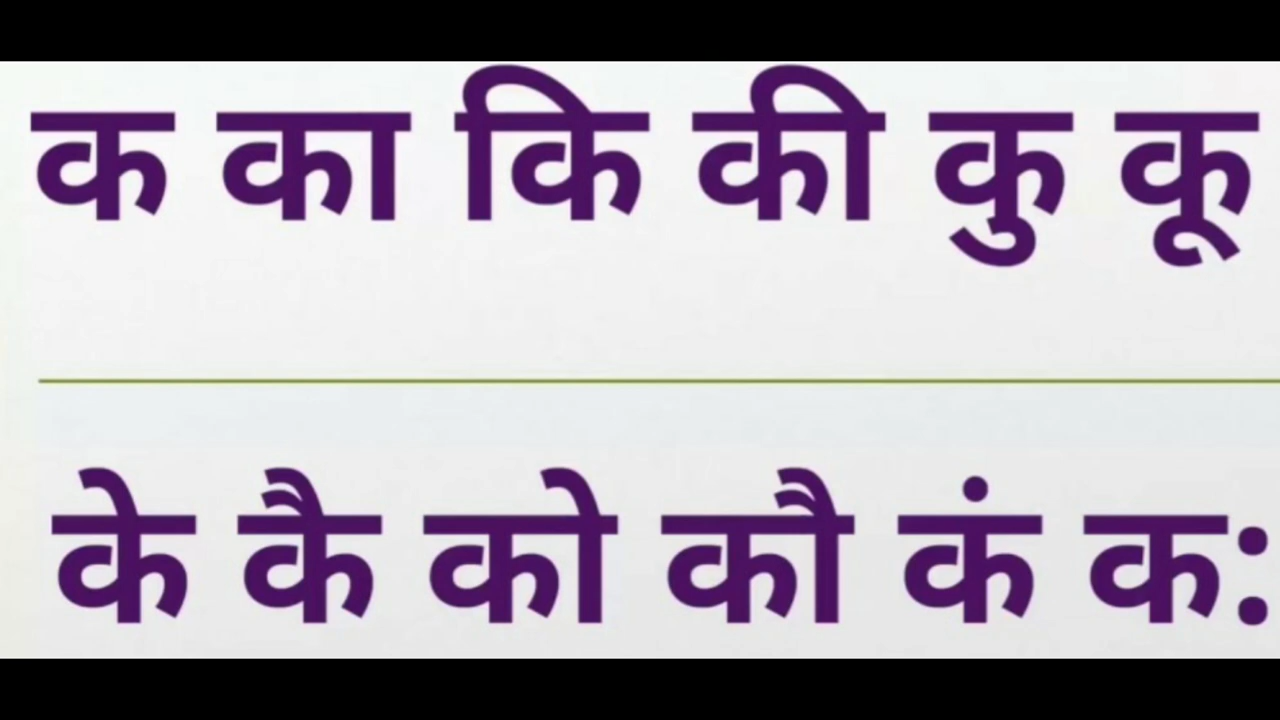 क का कि की कु कू
के कै को कौ कं क: